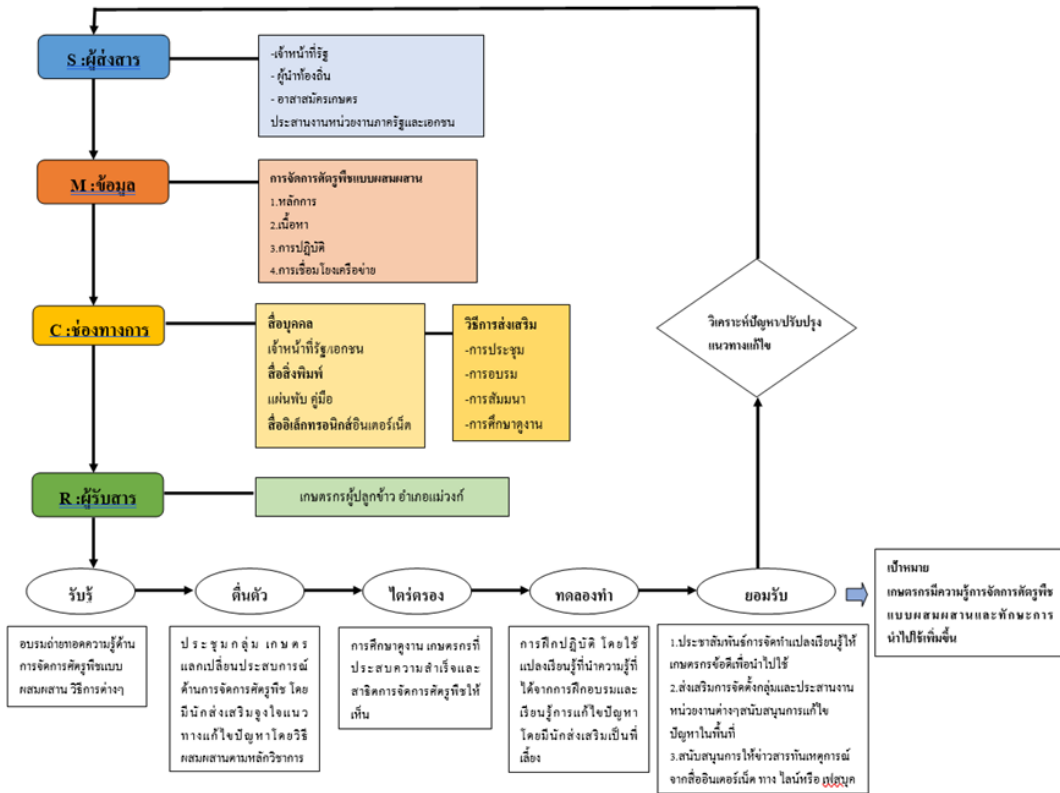 S :ผู้ส่งสาร
-เจ้าหน้าที่รัฐ
- ผู้นำท้องถิ่น
- อาสาสมัครเกษตร
ประสานงานหน่วยงานภาครัฐและเอกชน
M :ข้อมูล
การจัดการศัตรูพืชแบบผสมผสาน
1.หลักการ
2.เนื้อหา
3.การปฏิบัติ
4.การเชื่อมโยงเครือข่าย
C :ช่องทางการ
สื่อบุคคล
เจ้าหน้าที่รัฐ/เอกชน
สื่อสิ่งพิมพ์
แผ่นพับ คู่มือ
สื่ออิเล็กทรอนิกส์อินเตอร์เน็ต
วิธีการส่งเสริม
-การประชุม
-การอบรม
-การสัมมนา
-การศึกษาดูงาน
วิเคราะห์ปัญหา/ปรับปรุง
แนวทางแก้ไข
R :ผู้รับสาร
เกษตรกรผู้ปลูกข้าว อำเภอแม่วงก์
รับรู้
ตื่นตัว
ไตร่ตรอง
ทดลองทำ
ยอมรับ
เป้าหมาย
เกษตรกรมีความรู้การจัดการศัตรูพืช
แบบผสมผสานและทักษะการ
นำไปใช้เพิ่มขึ้น
อบรมถ่ายทอดความรู้ด้าน
การจัดการศัตรูพืชแบบ
ผสมผสาน วิธีการต่างๆ
ประชุมกลุ่ม เกษตร
แลกเปลี่ยนประสบการณ์
ด้านการจัดการศัตรูพืช โดย
มีนักส่งเสริมจูงใจแนว
ทางแก้ไขปัญหาโดยวิธี
ผสมผสานตามหลักวิชาการ
การศึกษาดูงาน เกษตรกรที่
ประสบความสำเร็จและ
สาธิตการจัดการศัตรูพืชให้
เห็น
การฝึกปฏิบัติ โดยใช้
แปลงเรียนรู้ที่นำความรู้ที่
ได้จากการฝึกอบรมและ
เรียนรู้การแก้ไขปัญหา
โดยมีนักส่งเสริมเป็นพี่
เลี้ยง
1.ประชาสัมพันธ์การจัดทำแปลงเรียนรู้ให้
เกษตรกรข้อดีเพื่อนำไปใช้
2.ส่งเสริมการจัดตั้งกลุ่มและประสานงาน
หน่วยงานต่างๆสนับสนุนการแก้ไข
ปัญหาในพื้นที่
3.สนับสนุนการให้ข่าวสารทันเหตุการณ์
จากสื่ออินเตอร์เน็ต ทาง ไลน์หรือ เฟสบุค